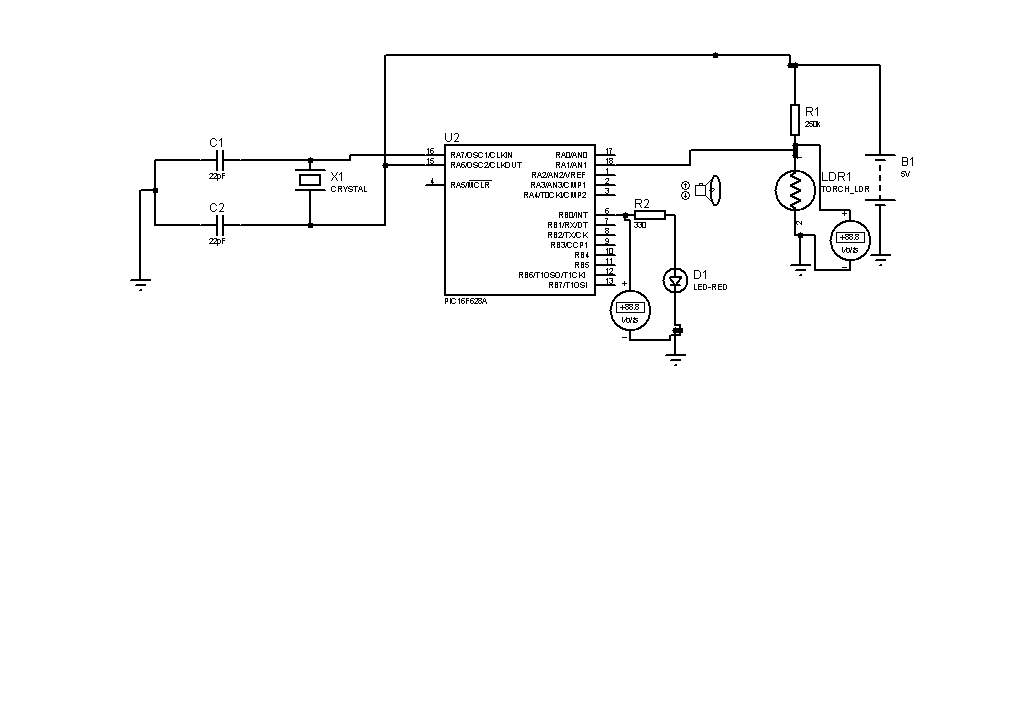 C1
22pF
X1
CRYSTAL
C2
22pF
U2
16 RA7/OSC1/CLKIN
15 RA6/OSC2/CLKOUT
4 RA5/MCLR
RA0/AN0 17
RA1/AN1 18
RA2/AN2/VREF 1
RA3/AN3/CMP1 2
RA4/T0CKI/CMP2 3
RB0/INT 6
RB1/RX/DT 7
RB2/TX/CK 8
RB3/CCP1 9
RB4 10
RB5 11
RB6/T1OSO/T1CKI 12
RB7/T1OSI 13
PIC16F628A
R2
330
D1
LED-RED
+
+88.8
Volts
−
R1
250k
LDR1
TORCH_LDR
2
+
+88.8
Volts
−
B1
5V